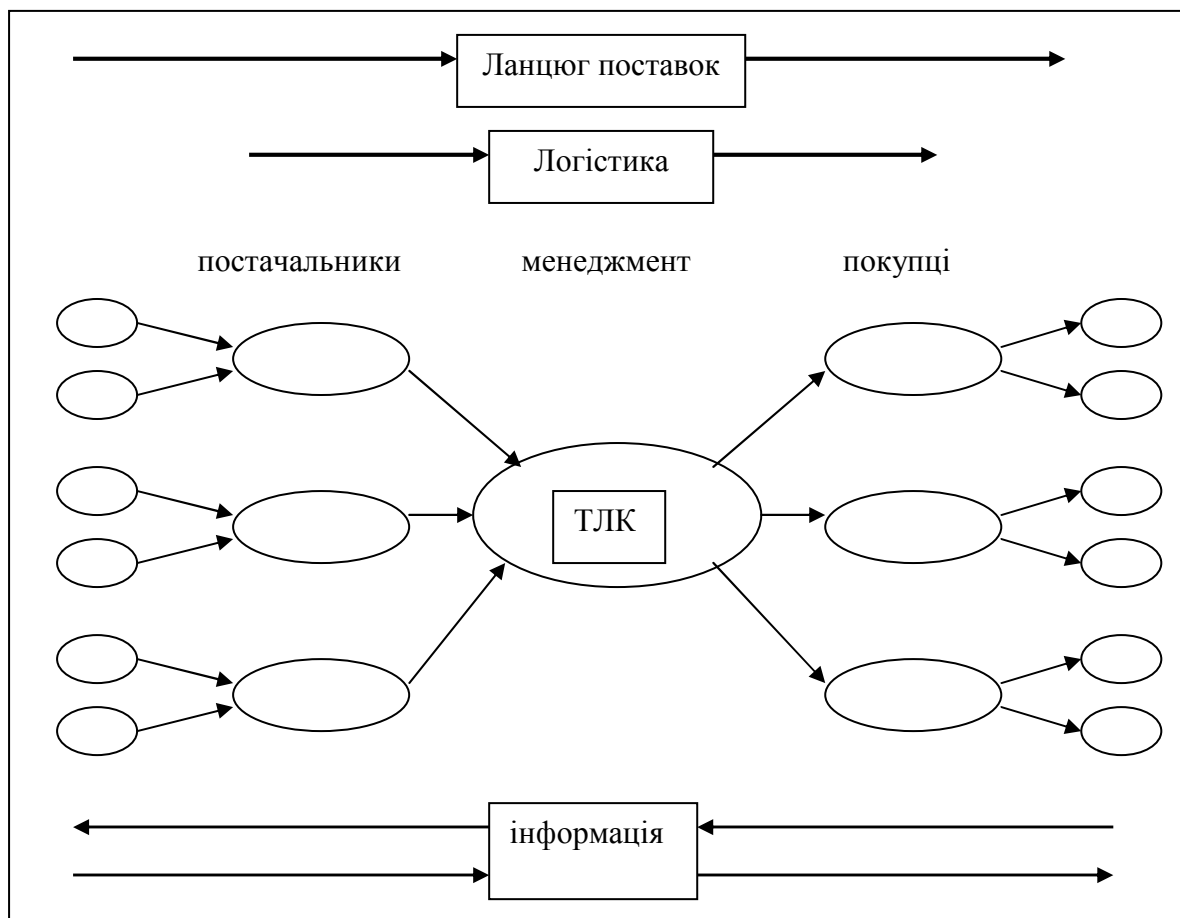 Ланцюг поставок
Логістика
постачальники менеджмент покупці
ТЛК
інформація